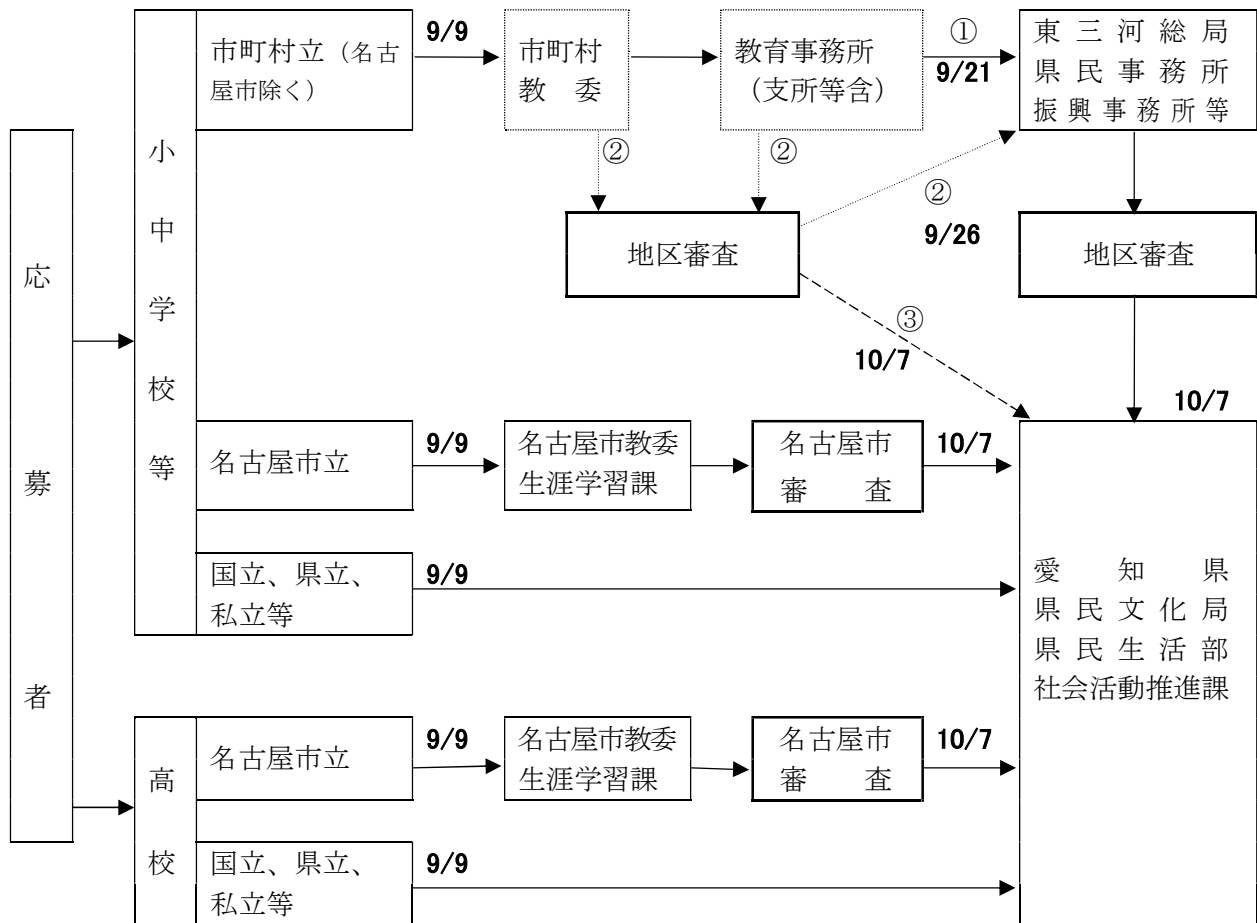 応募者
小中学校等
市町村立（名古
屋市除く）
9/9
市町村
教　委
教育事務所
（支所等含）
①
9/21
東三河総局
県民事務所
振興事務所等
②
②
地区審査
②
9/26
地区審査
③
10/7
10/7
名古屋市立
9/9
名古屋市教委
生涯学習課
名古屋市
審　　査
10/7
国立、県立、
私立等
9/9
愛　知　県
県民文化局
県民生活部
社会活動推進課
高校
名古屋市立
9/9
名古屋市教委
生涯学習課
名古屋市
審　　査
10/7
国立、県立、
私立等
9/9